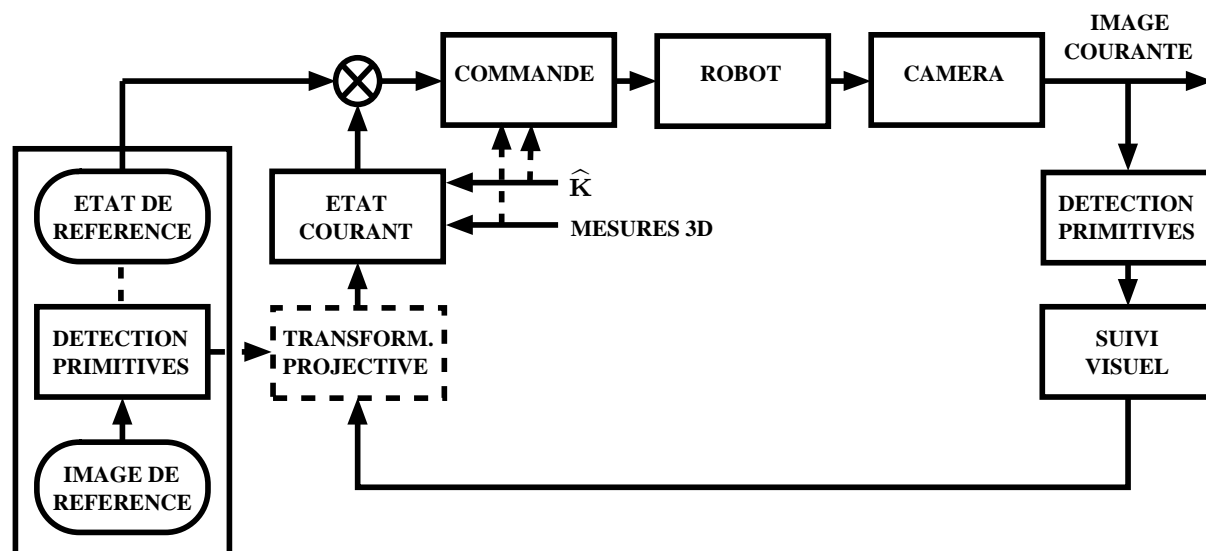 IMAGE
COURANTE
COMMANDE
ROBOT
CAMERA
ETAT DE
REFERENCE
ETAT
COURANT
K̂
MESURES 3D
DETECTION
PRIMITIVES
DETECTION
PRIMITIVES
TRANSFORM.
PROJECTIVE
SUIVI
VISUEL
IMAGE DE
REFERENCE